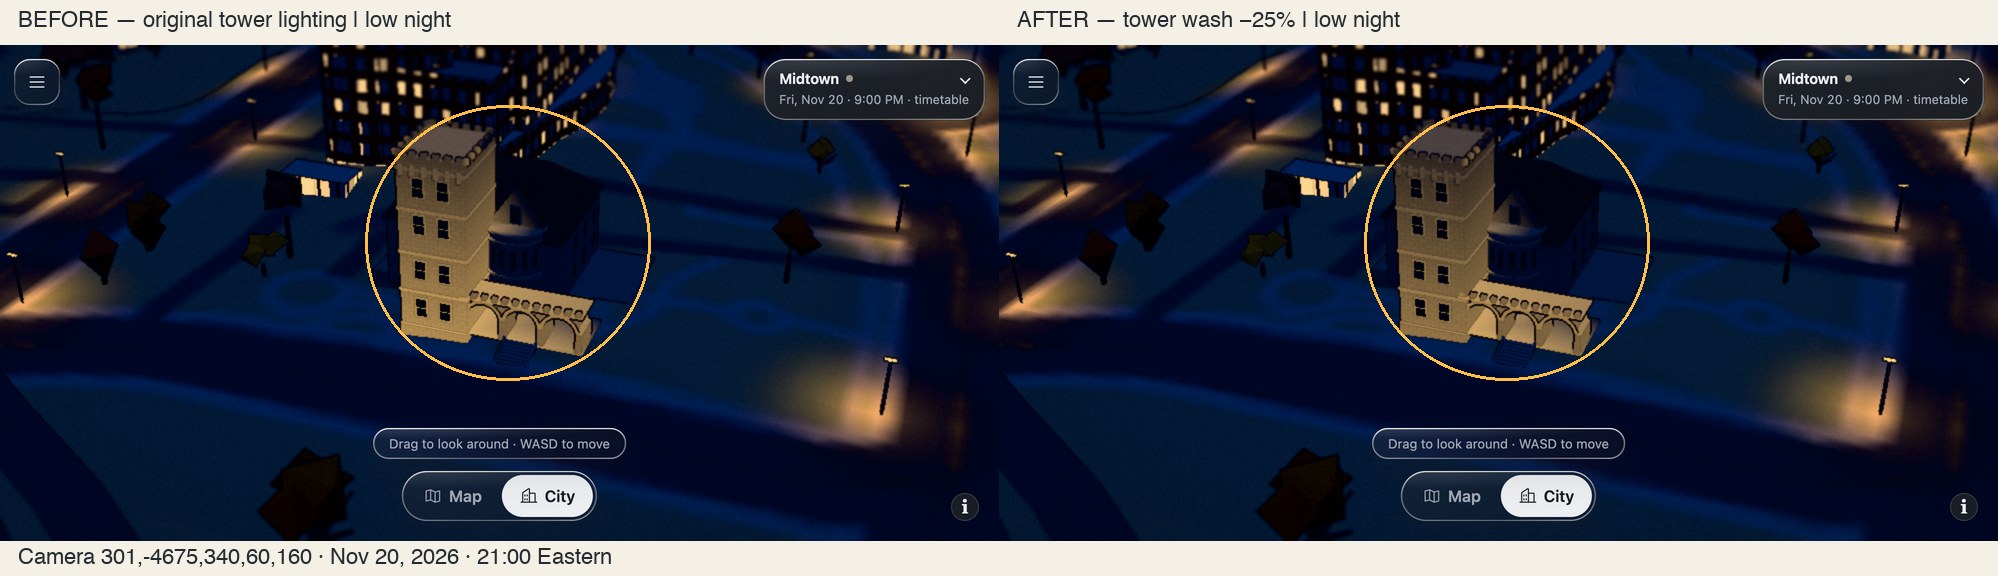 BEFORE — original tower lighting | low night
AFTER — tower wash −25% | low night
Midtown
Fri, Nov 20 · 9:00 PM · timetable
Midtown
Fri, Nov 20 · 9:00 PM · timetable
Drag to look around · WASD to move
Drag to look around · WASD to move
Map City
Map City
i
i
Camera 301,-4675,340,60,160 · Nov 20, 2026 · 21:00 Eastern